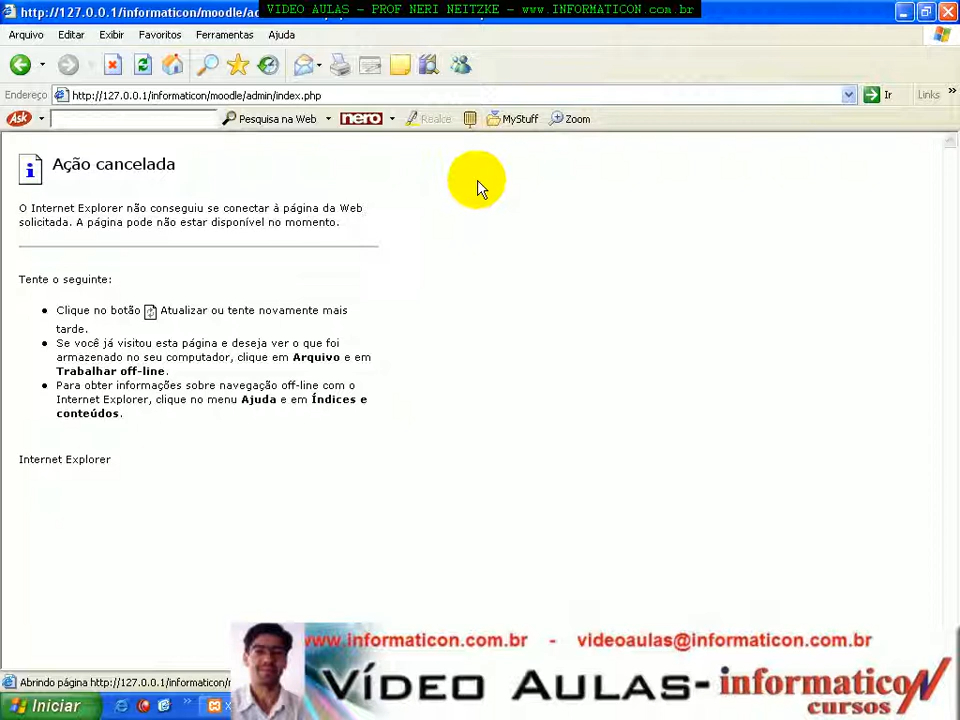 http://127.0.0.1/informaticon/moodle/ad
VIDEO AULAS - PROF NERI NEITZKE - www.INFORMATICON.com.br
Arquivo Editar Exibir Favoritos Ferramentas Ajuda
Endereço http://127.0.0.1/informaticon/moodle/admin/index.php Ir Links »
Ask Pesquisa na Web nero Realce MyStuff Zoom
Ação cancelada
O Internet Explorer não conseguiu se conectar à página da Web
solicitada. A página pode não estar disponível no momento.
Tente o seguinte:
Clique no botão Atualizar ou tente novamente mais
tarde.
Se você já visitou esta página e deseja ver o que foi
armazenado no seu computador, clique em Arquivo e em
Trabalhar off-line.
Para obter informações sobre navegação off-line com o
Internet Explorer, clique no menu Ajuda e em Índices e
conteúdos.
Internet Explorer
www.informaticon.com.br - videoaulas@informaticon.com.br
Abrindo página http://127.0.0.1/informaticon/
VÍDEO AULAS- informaticon
cursos
Iniciar »